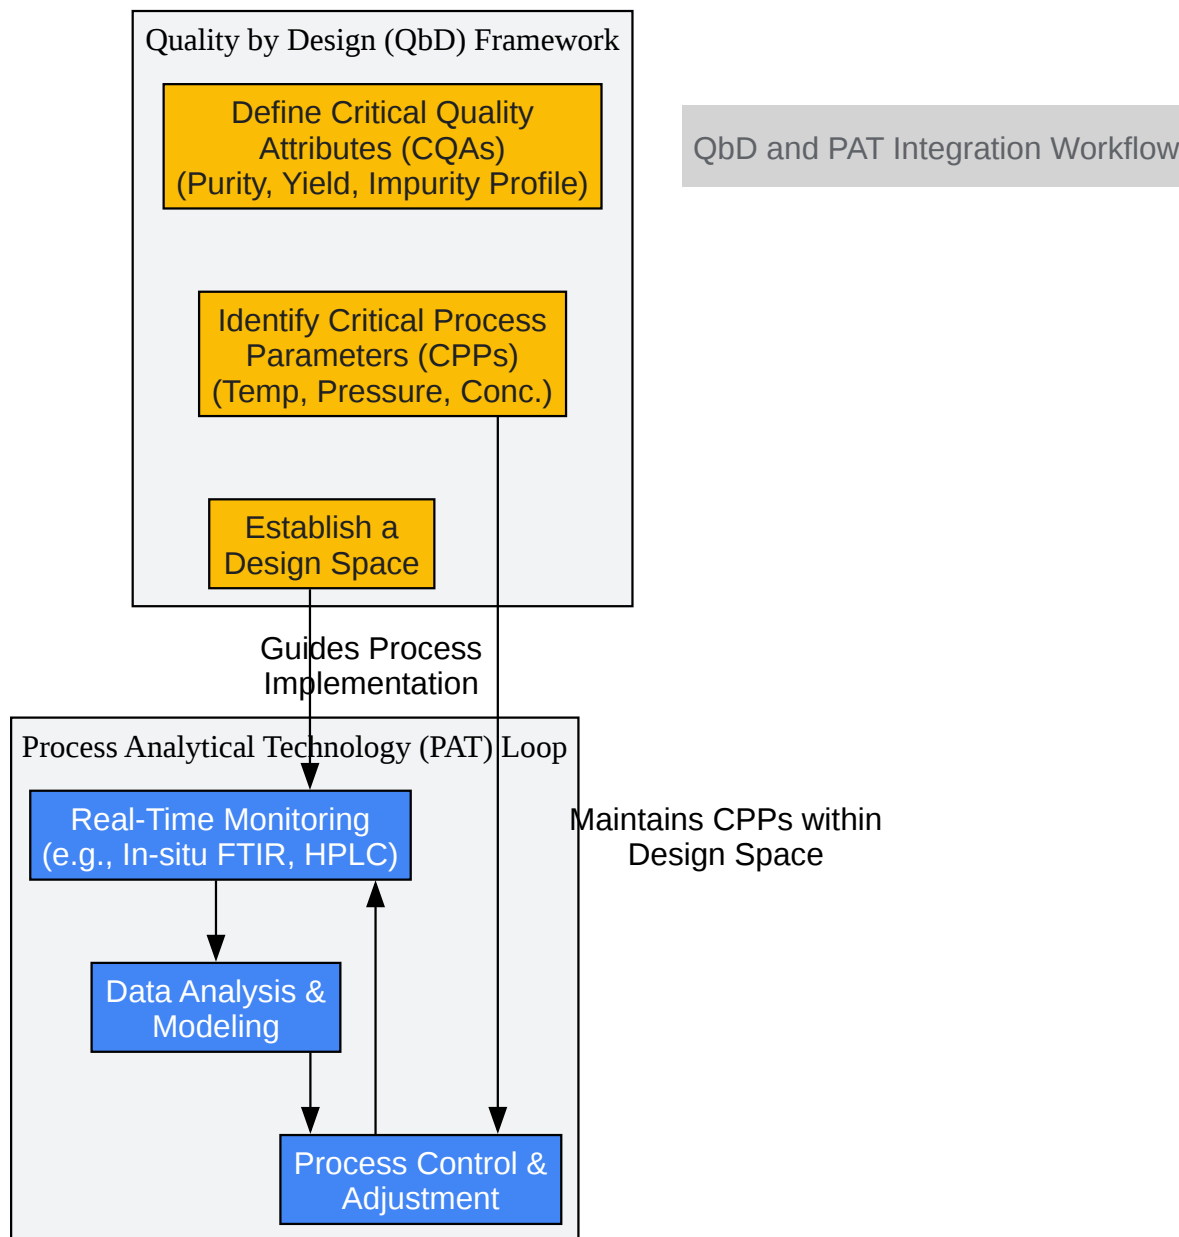 Quality by Design (QbD) Framework
Define Critical Quality
Attributes (CQAs)
(Purity, Yield, Impurity Profile)
QbD and PAT Integration Workflow
Identify Critical Process
Parameters (CPPs)
(Temp, Pressure, Conc.)
Establish a
Design Space
Guides Process
Implementation
Process Analytical Technology (PAT) Loop
Real-Time Monitoring
(e.g., In-situ FTIR, HPLC)
Maintains CPPs within
Design Space
Data Analysis &
Modeling
Process Control &
Adjustment